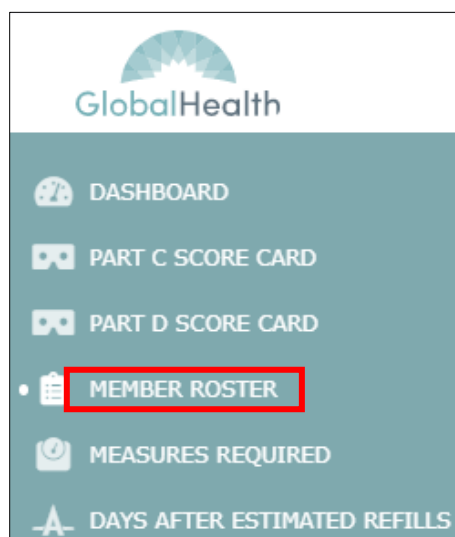 GlobalHealth
DASHBOARD
PART C SCORE CARD
PART D SCORE CARD
MEMBER ROSTER
MEASURES REQUIRED
DAYS AFTER ESTIMATED REFILLS